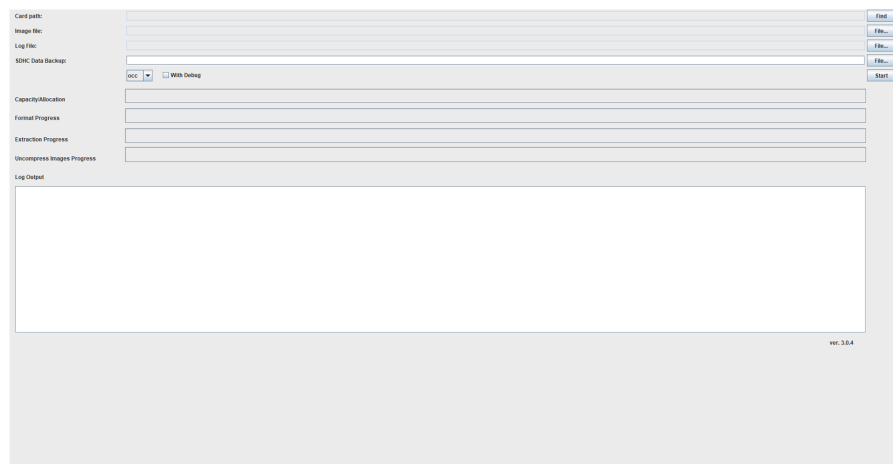 Card path: Find
Image file: File...
Log File: File...
SDHC Data Backup: File...
occ With Debug Start
Capacity/Allocation
Format Progress
Extraction Progress
Uncompress Images Progress
Log Output
ver. 3.0.4